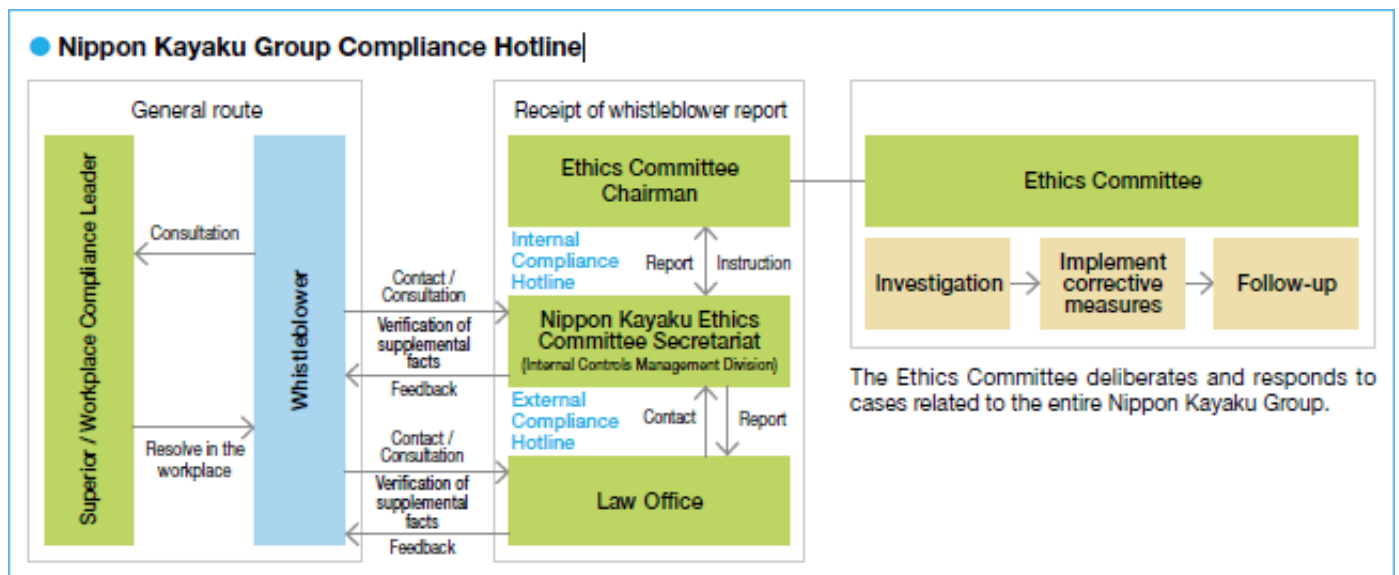 Nippon Kayaku Group Compliance Hotline
General route
Superior / Workplace Compliance Leader
Consultation
Resolve in the
workplace
Whistleblower
Contact /
Consultation
Verification of
supplemental
facts
Feedback
Contact /
Consultation
Verification of
supplemental
facts
Feedback
Receipt of whistleblower report
Ethics Committee
Chairman
Internal
Compliance
Hotline
Report
Instruction
Nippon Kayaku Ethics
Committee Secretariat
(Internal Controls Management Division)
External
Compliance
Hotline
Contact
Report
Law Office
Ethics Committee
Investigation
Implement
corrective
measures
Follow-up
The Ethics Committee deliberates and responds to
cases related to the entire Nippon Kayaku Group.